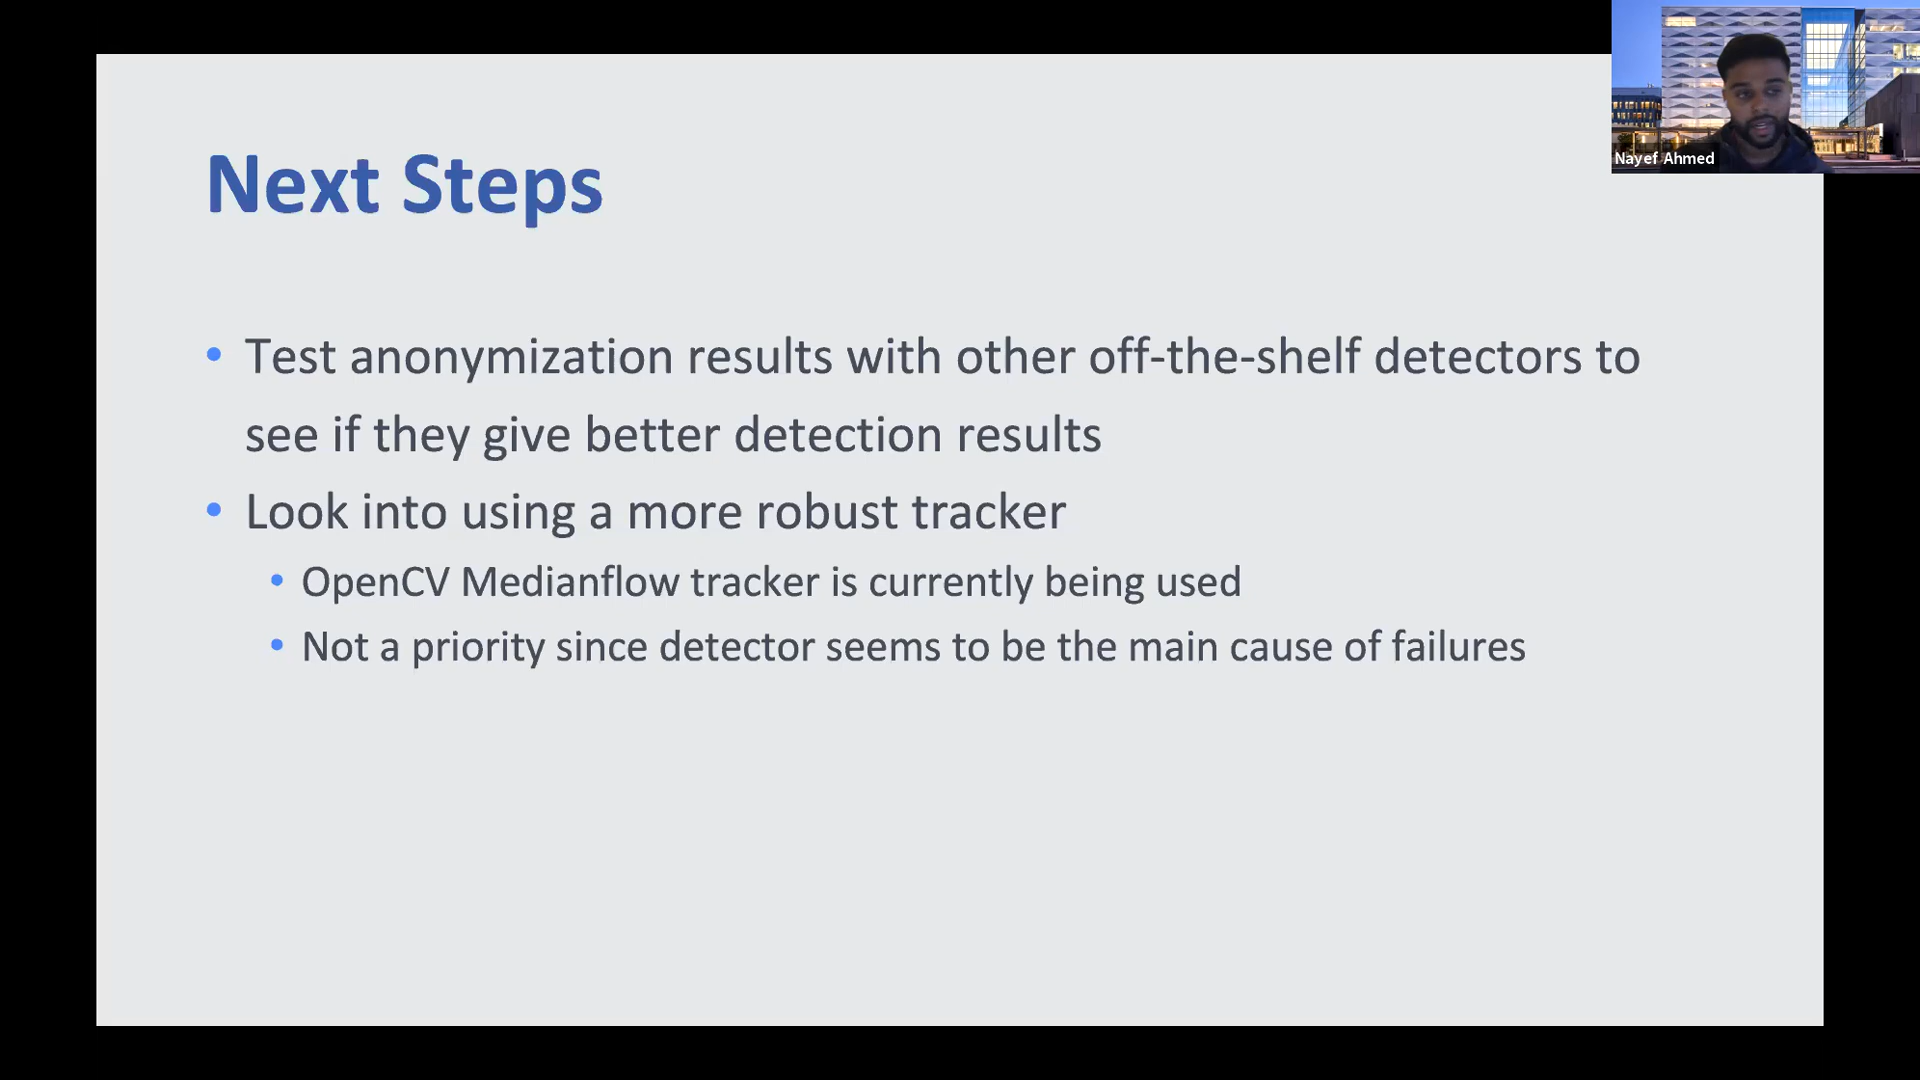 Nayef Ahmed
Next Steps
• Test anonymization results with other off-the-shelf detectors to
see if they give better detection results
• Look into using a more robust tracker
• OpenCV Medianflow tracker is currently being used
• Not a priority since detector seems to be the main cause of failures